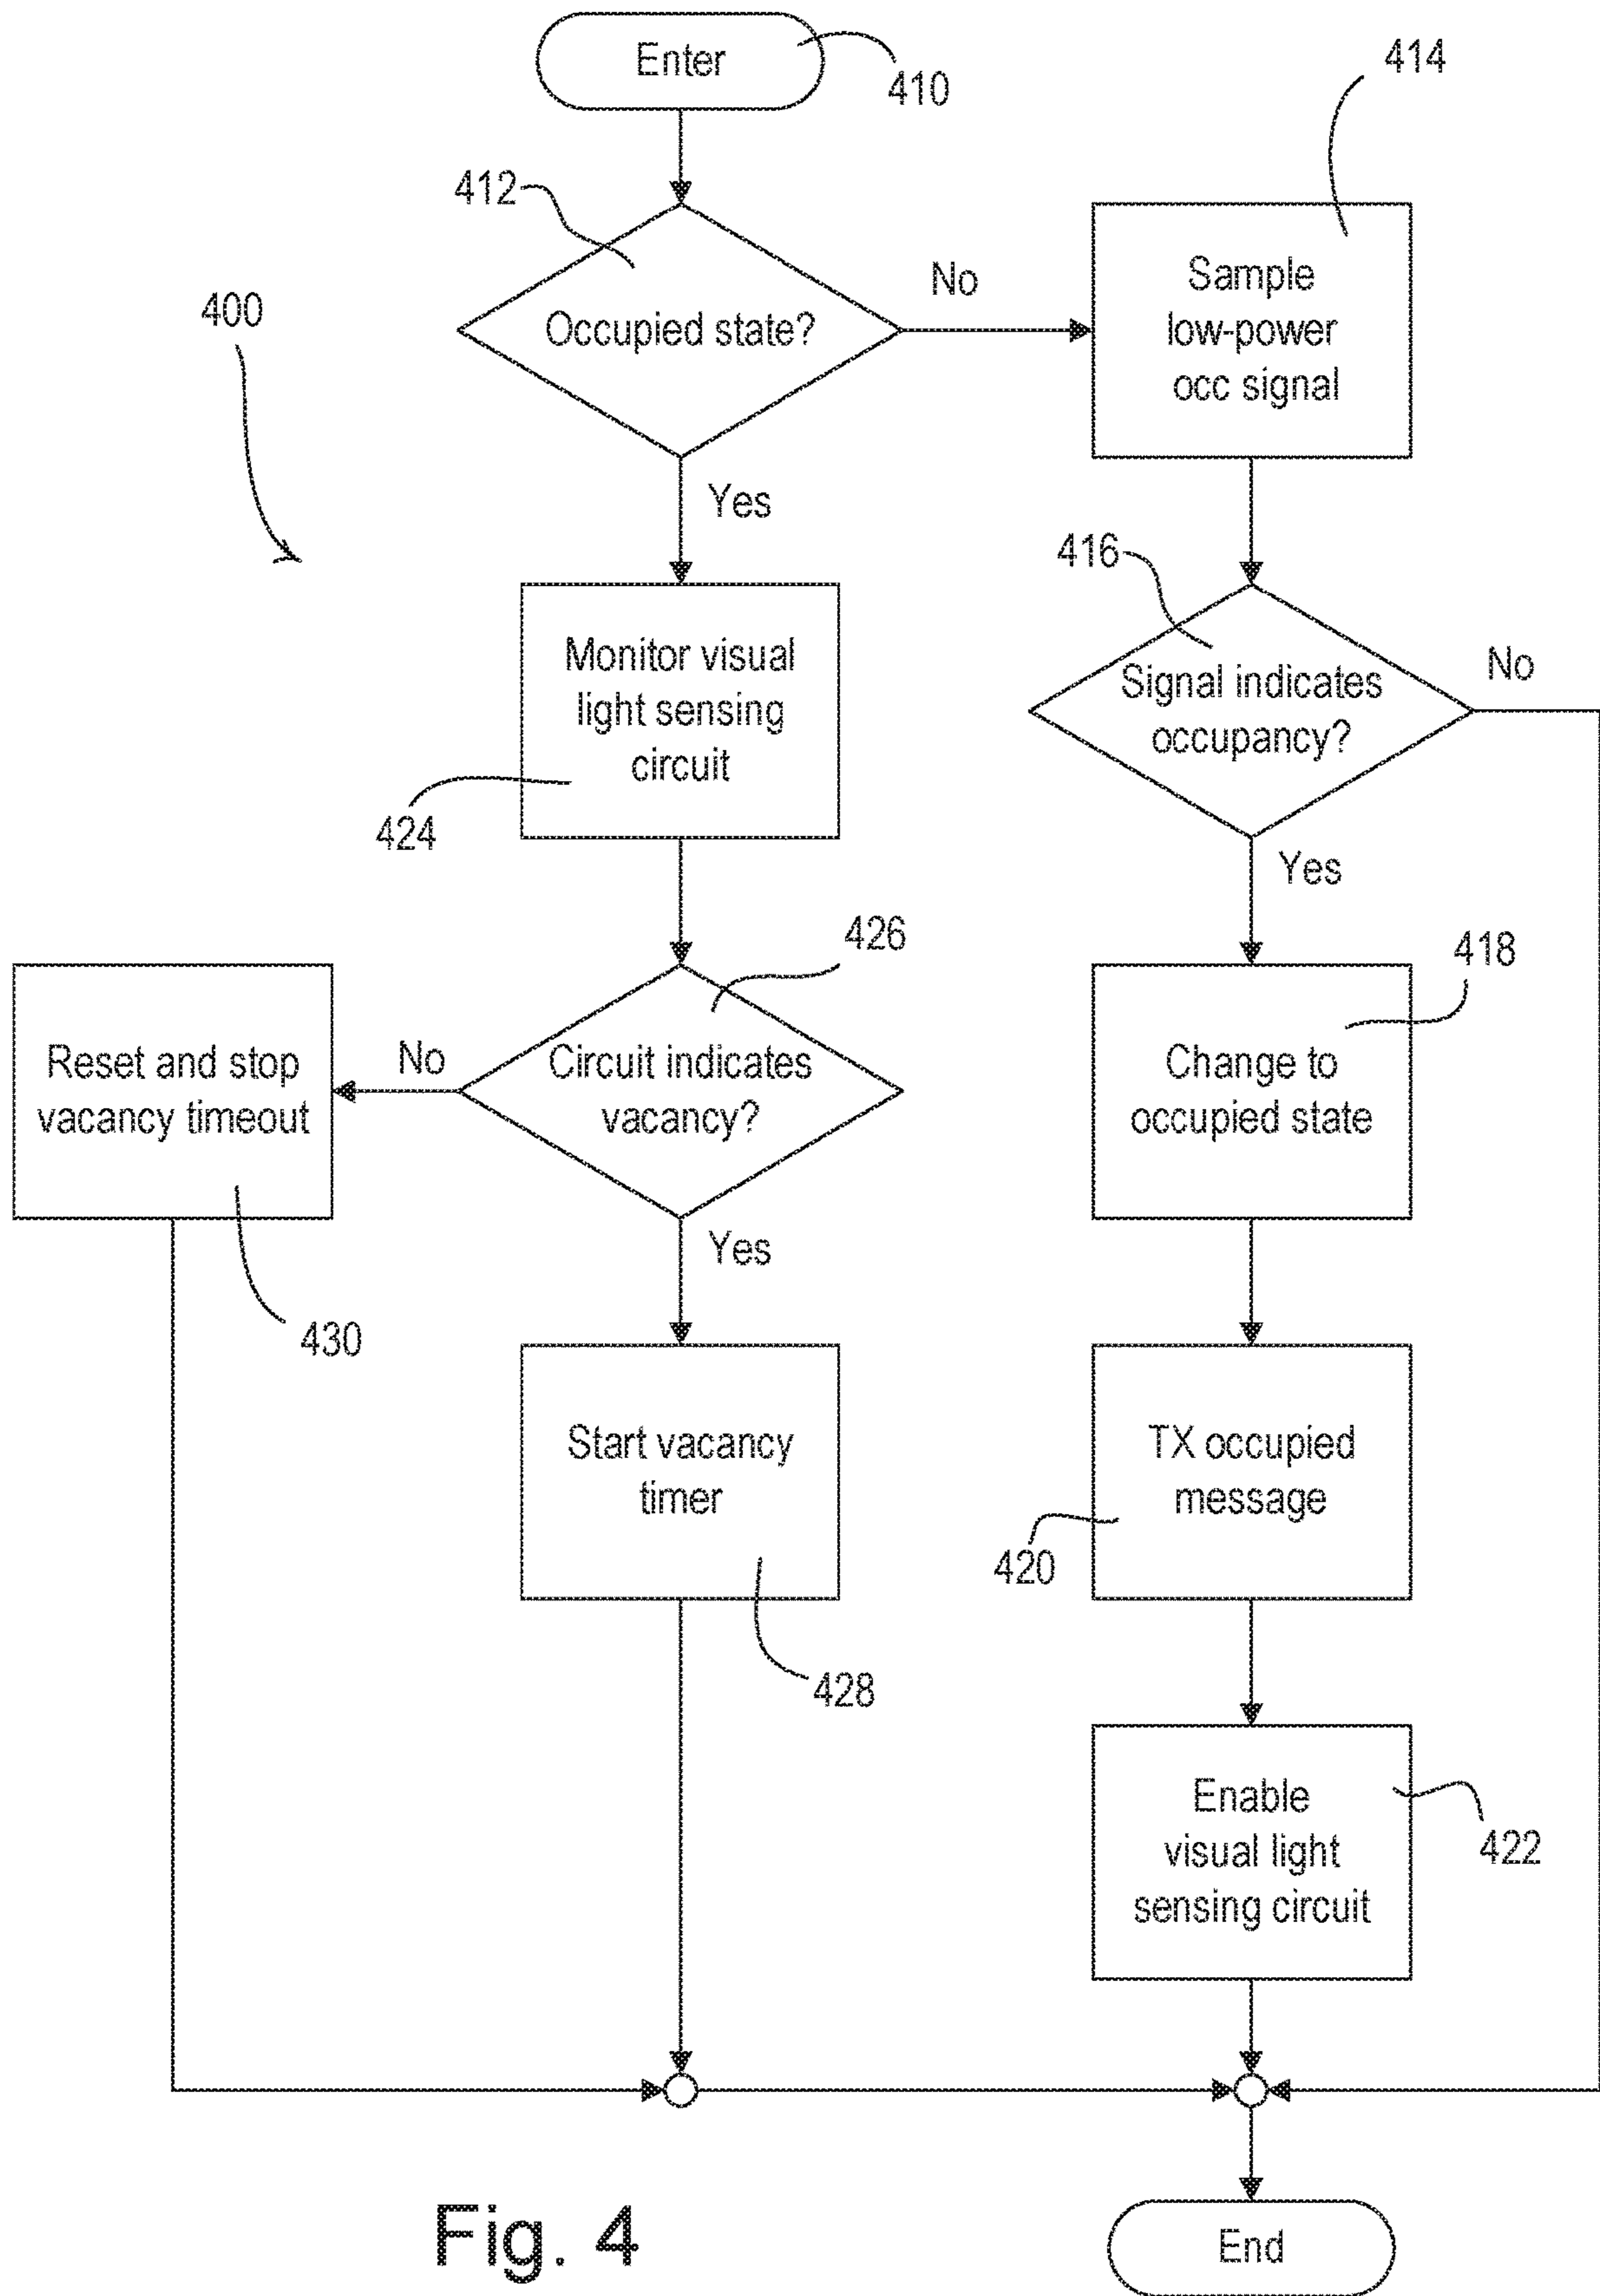 Enter
410
414
412
Occupied state?
No
Sample
low-power
occ signal
400
Yes
416
Signal indicates
occupancy?
No
Monitor visual
light sensing
circuit
424
Yes
426
418
Reset and stop
vacancy timeout
No
Circuit indicates
vacancy?
Change to
occupied state
430
Yes
Start vacancy
timer
TX occupied
message
420
428
Enable
visual light
sensing circuit
422
Fig. 4
End